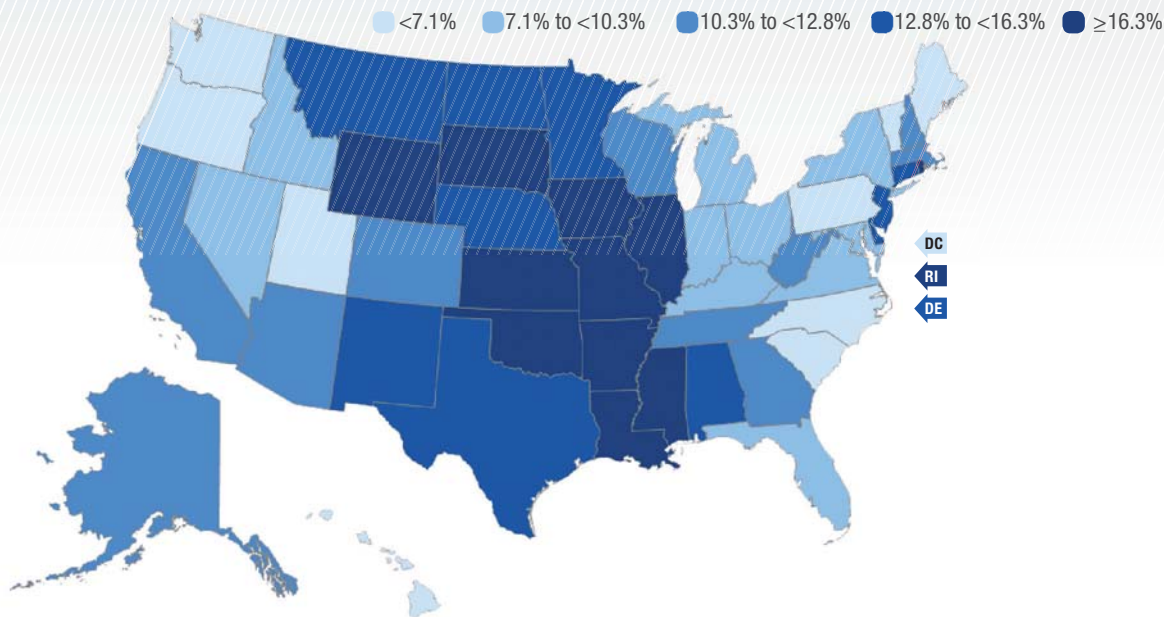 <7.1% 7.1% to <10.3% 10.3% to <12.8% 12.8% to <16.3% ≥16.3%
DC
RI
DE